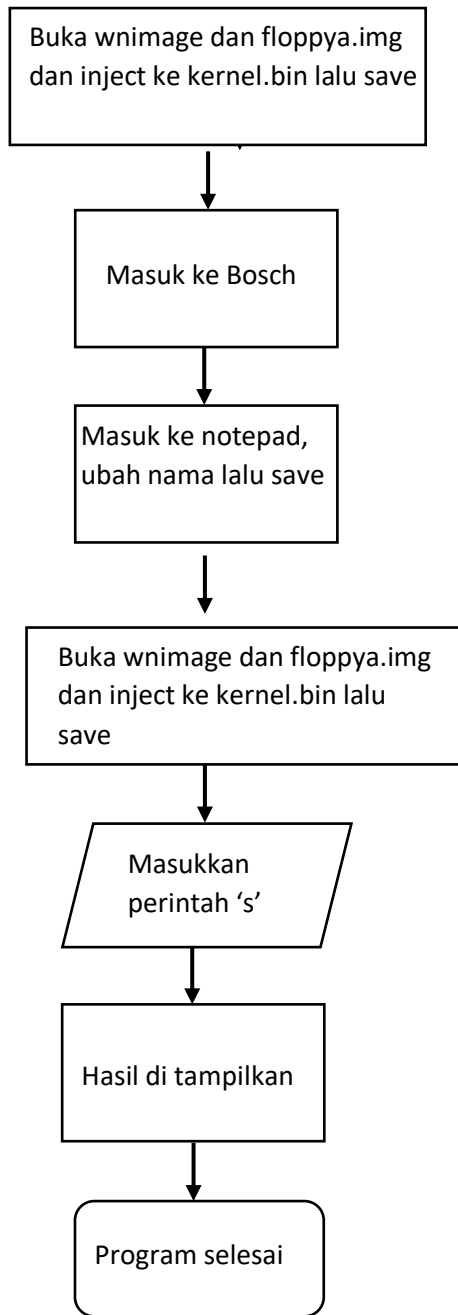 Buka wnimage dan floppya.img
dan inject ke kernel.bin lalu save
Masuk ke Bosch
Masuk ke notepad,
ubah nama lalu save
Buka wnimage dan floppya.img
dan inject ke kernel.bin lalu
save
Masukkan
perintah ‘s’
Hasil di tampilkan
Program selesai